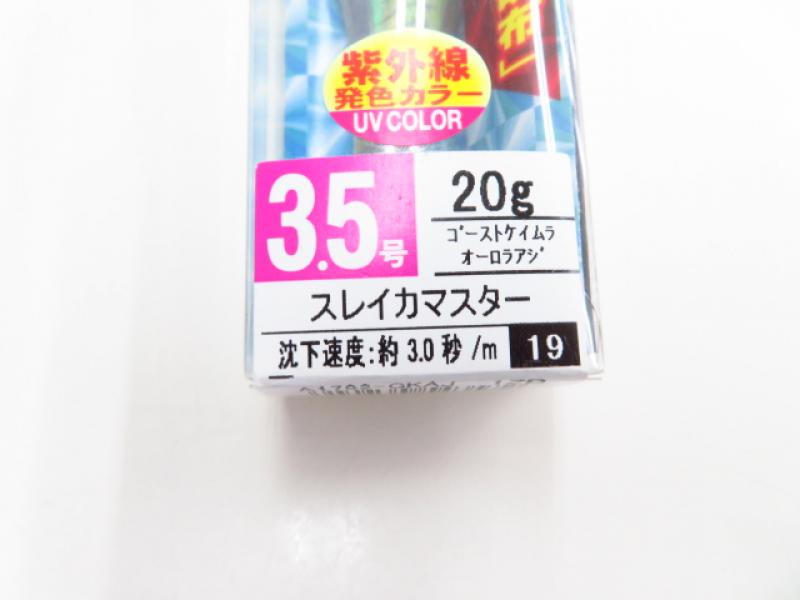 布」
紫外線
発色カラー
UV COLOR
3.5号
20g
ゴーストケイムラ
オーロラアジ
スレイカマスター
沈下速度:約3.0秒/m
19